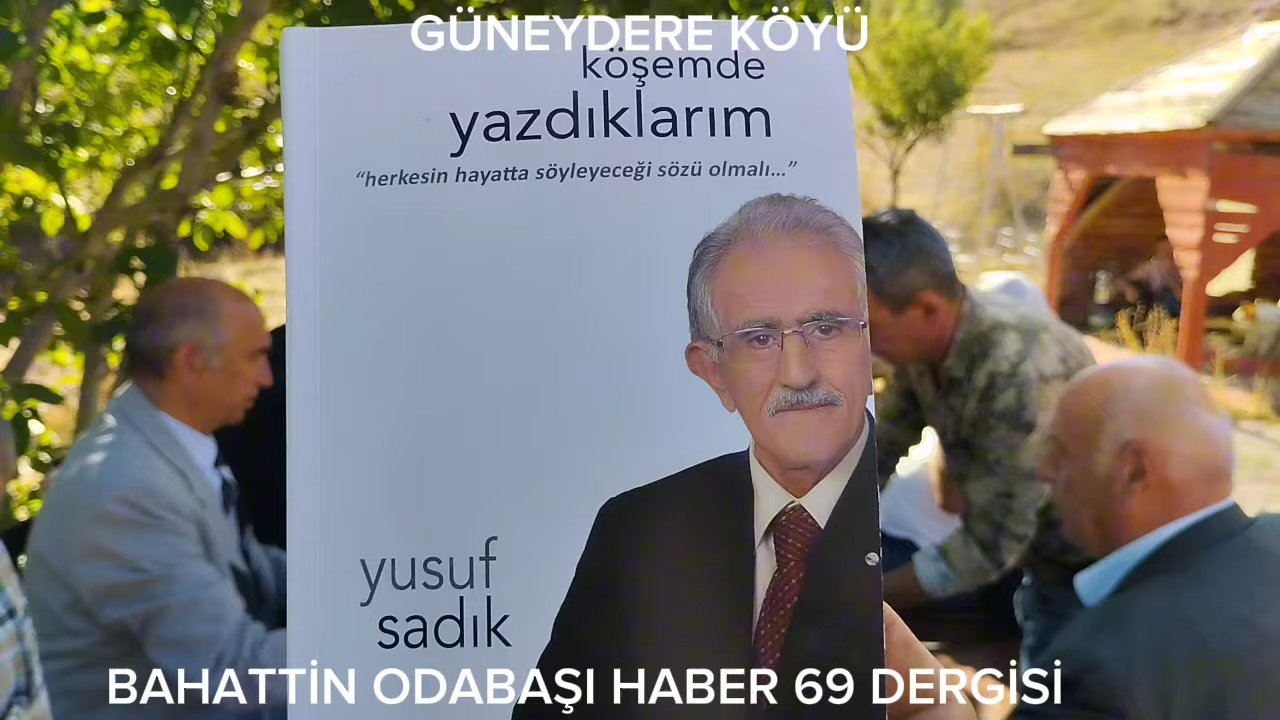 GÜNEYDERE KÖYÜ
köşemde
yazdıklarım
“herkesin hayatta söyleyeceği sözü olmalı...”
yusuf
sadık
BAHATTİN ODABAŞI HABER 69 DERGİSİ